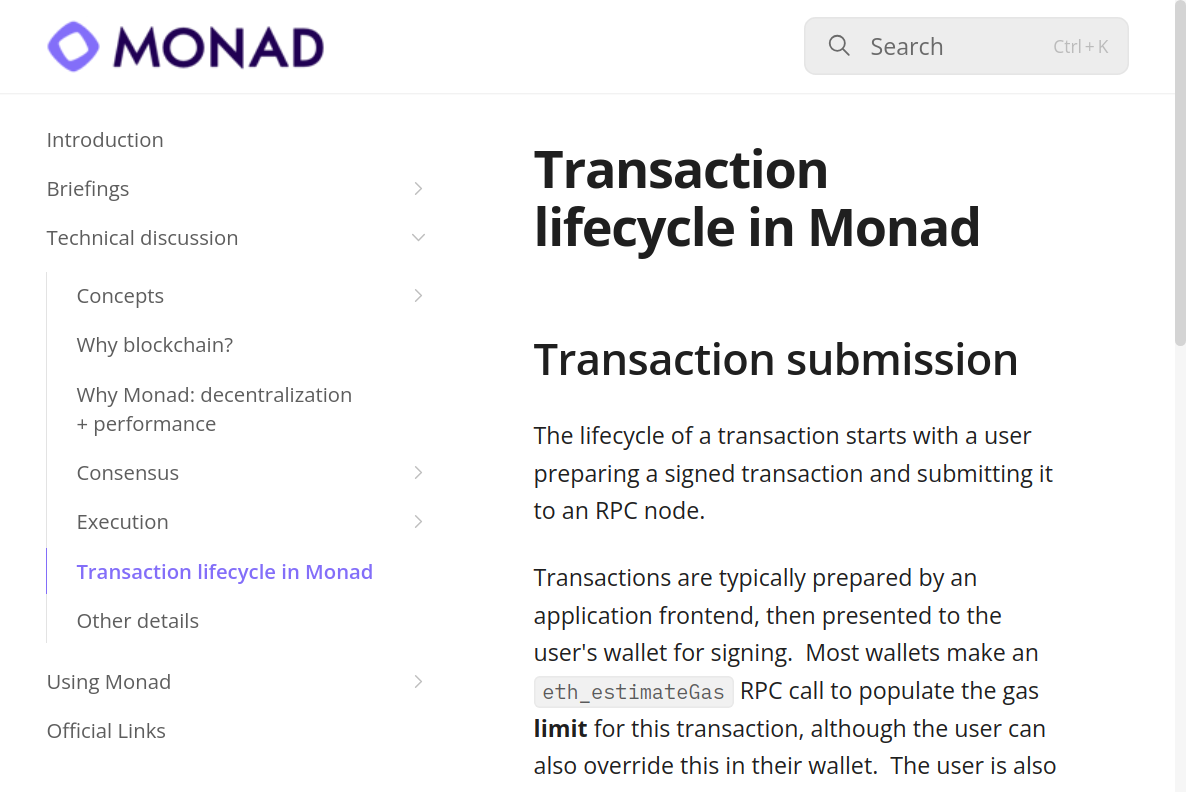 MONAD
Search
Ctrl + K
Introduction
Briefings
Technical discussion
Concepts
Why blockchain?
Why Monad: decentralization
+ performance
Consensus
Execution
Transaction lifecycle in Monad
Other details
Using Monad
Official Links
Transaction
lifecycle in Monad
Transaction submission
The lifecycle of a transaction starts with a user
preparing a signed transaction and submitting it
to an RPC node.
Transactions are typically prepared by an
application frontend, then presented to the
user's wallet for signing.  Most wallets make an
eth_estimateGas RPC call to populate the gas
limit for this transaction, although the user can
also override this in their wallet.  The user is also